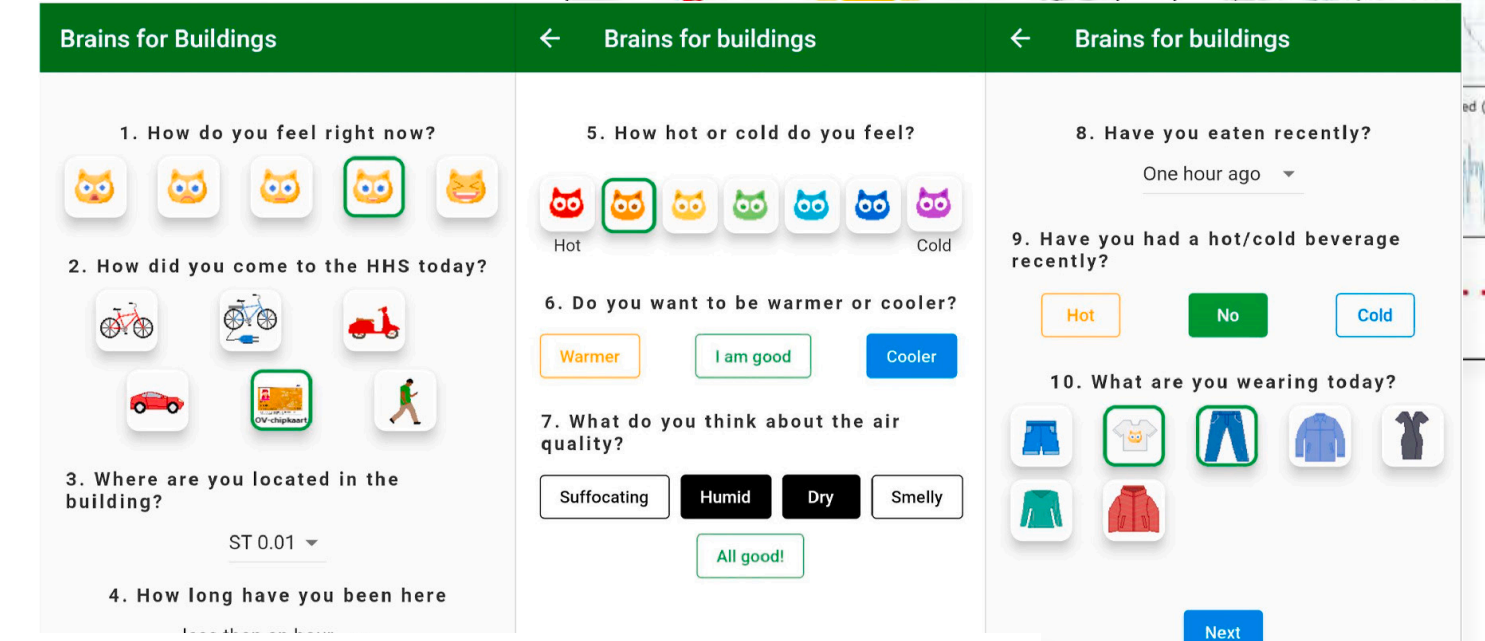 Brains for Buildings
1. How do you feel right now?
2. How did you come to the HHS today?
OV-chipkaart
3. Where are you located in the
building?
ST 0.01
4. How long have you been here
less than an hour
Brains for buildings
5. How hot or cold do you feel?
Hot
Cold
6. Do you want to be warmer or cooler?
Warmer
I am good
Cooler
7. What do you think about the air
quality?
Suffocating
Humid
Dry
Smelly
All good!
Brains for buildings
8. Have you eaten recently?
One hour ago
9. Have you had a hot/cold beverage
recently?
Hot
No
Cold
10. What are you wearing today?
Next
ed (